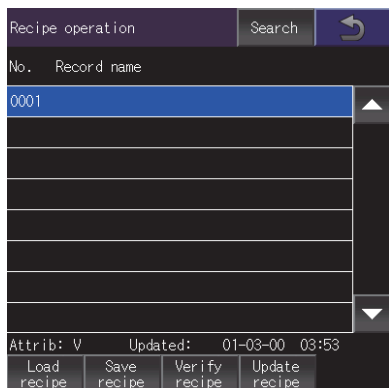 Recipe operation Search
No. Record name
0001
Attrib: V Updated: 01-03-00 03:53
Load recipe Save recipe Verify recipe Update recipe